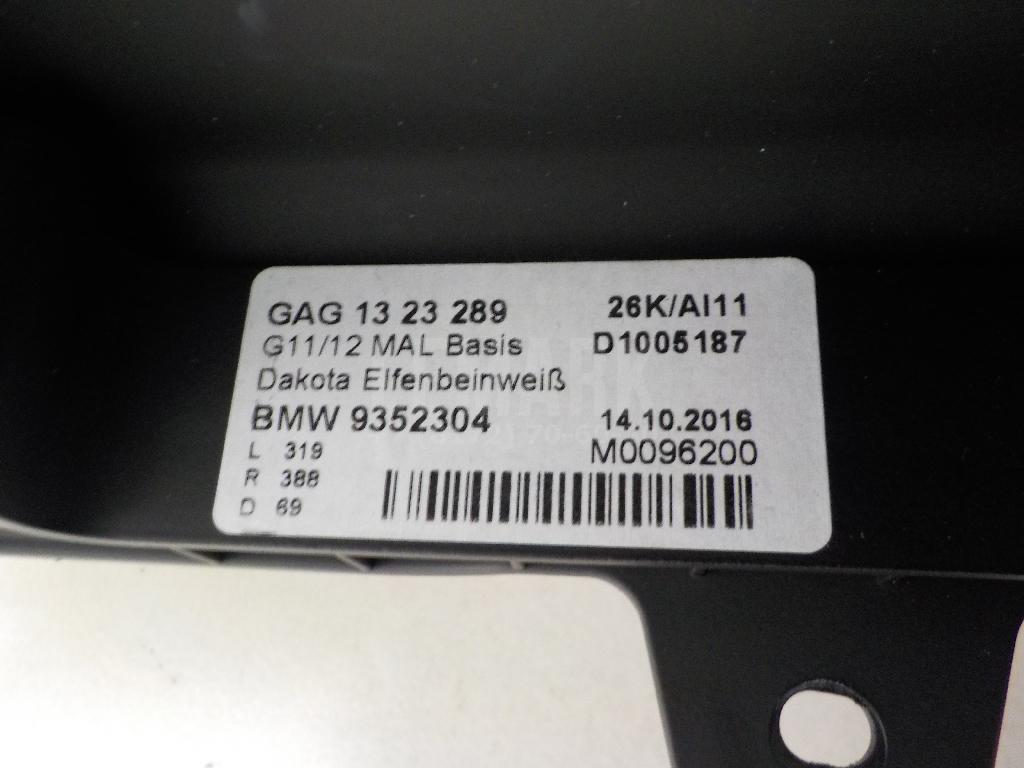 GAG 13 23 289 26K/AI11
G11/12 MAL Basis D1005187
Dakota Elfenbeinweiß
BMW 9352304 14.10.2016
L 319 M0096200
R 388
D 69